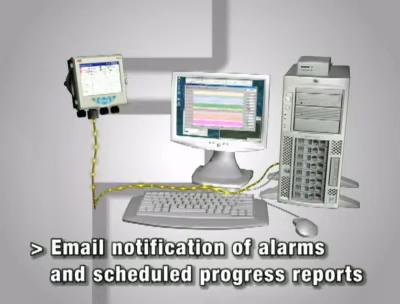 > Email notification of alarms
and scheduled progress reports